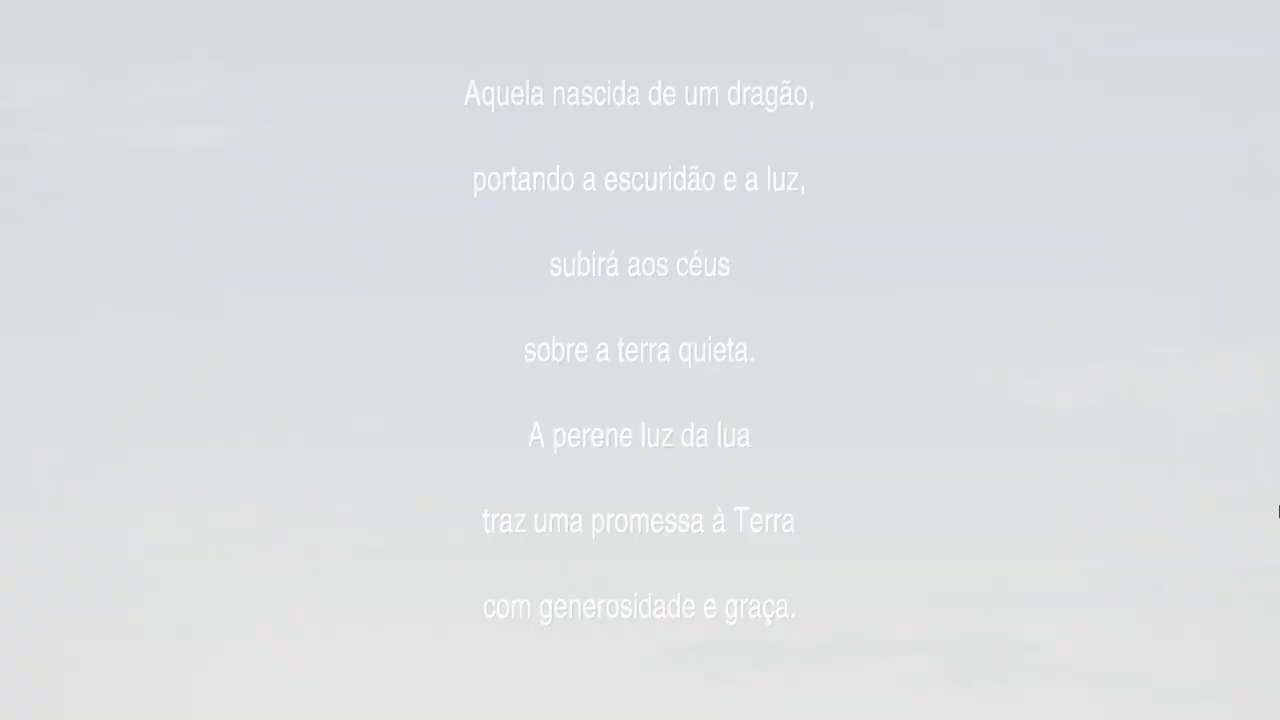 Aquela nascida de um dragão,
portando a escuridão e a luz,
subirá aos céus
sobre a terra quieta.
A perene luz da lua
traz uma promessa à Terra
com generosidade e graça.